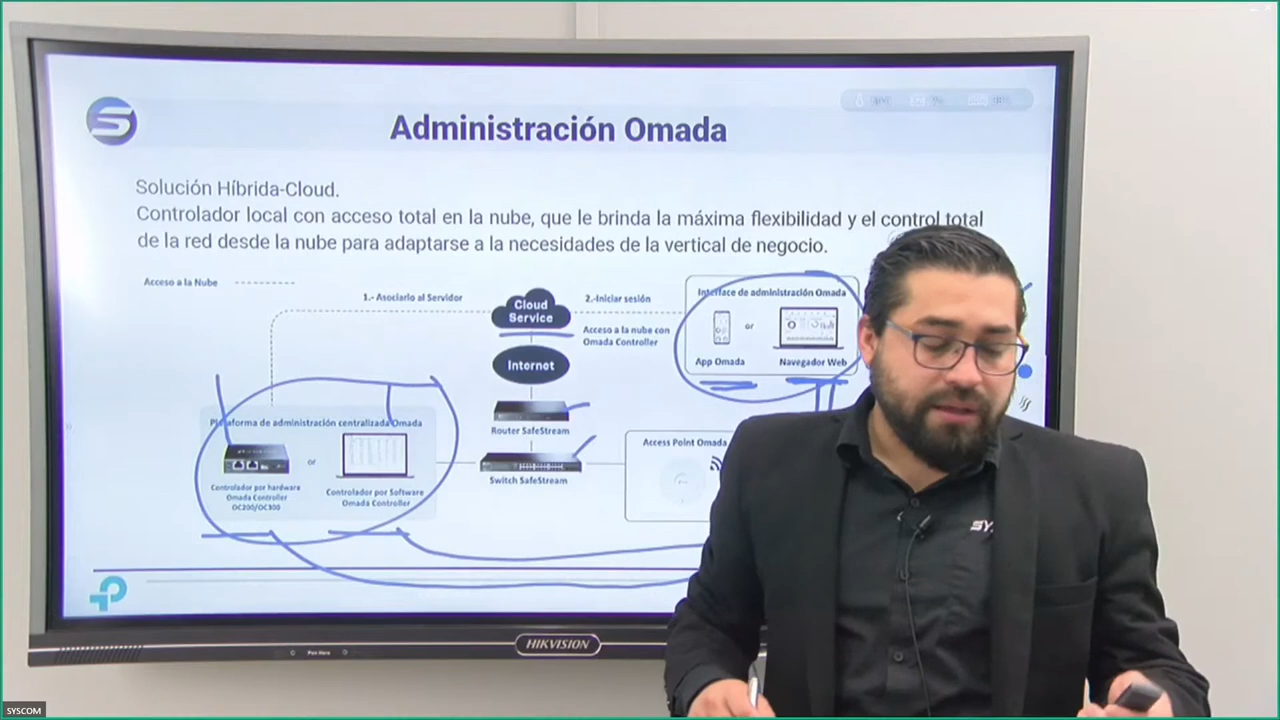 Administración Omada
Solución Híbrida-Cloud.
Controlador local con acceso total en la nube, que le brinda la máxima flexibilidad y el control total
de la red desde la nube para adaptarse a la necesidades de la vertical de negocio.
Acceso a la Nube
1.- Asociarlo al Servidor
Cloud
Service
2.-Iniciar sesión
Acceso a la nube con
Omada Controller
Interface de administración Omada
or
App Omada
Navegador Web
Internet
Router SafeStream
Switch SafeStream
Plataforma de administración centralizada Omada
or
Controlador por hardware
Omada Controller
OC200/OC300
Controlador por Software
Omada Controller
Access Point Omada
HIKVISION
Pen Here
SY
SYSCOM